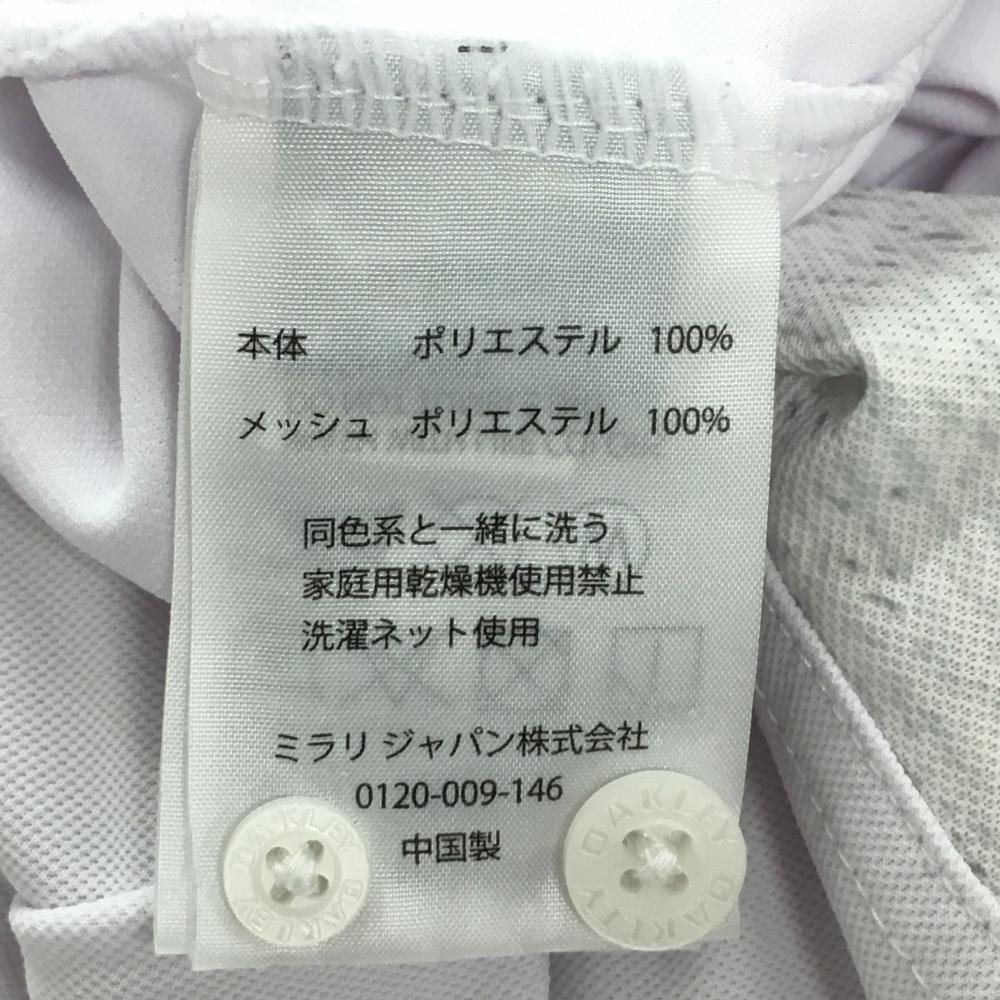 本体 ポリエステル 100%
メッシュ ポリエステル 100%
同色系と一緒に洗う
家庭用乾燥機使用禁止
洗濯ネット使用
ミラリ ジャパン株式会社
0120-009-146
中国製
OAKLEY OAKLEY
OAKLEY OAKLEY